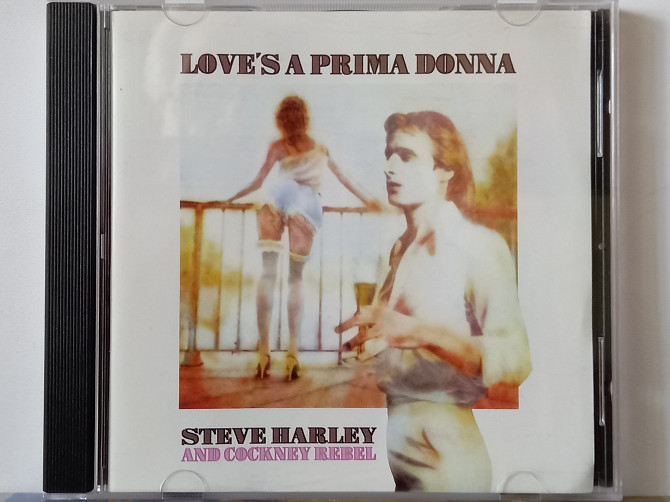 LOVE'S A PRIMA DONNA
STEVE HARLEY
AND COCKNEY REBEL